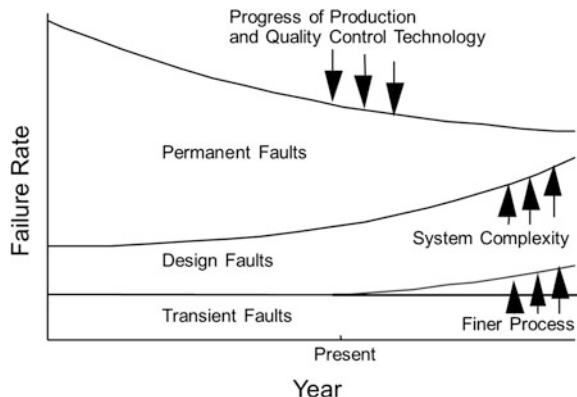 Progress of Production
and Quality Control Technology
Failure Rate
Permanent Faults
System Complexity
Design Faults
Transient Faults
Finer Process
Present
Year